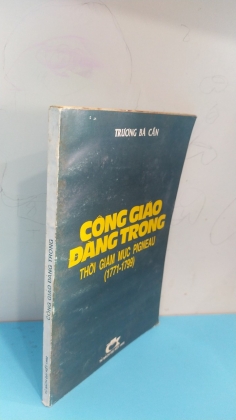 TRƯƠNG BÁ CẦN
CÔNG GIÁO
ĐÀNG TRONG
THỜI GIÁM MỤC PIGNEAU
(1771-1799)
CÔNG GIÁO ĐÀNG TRONG